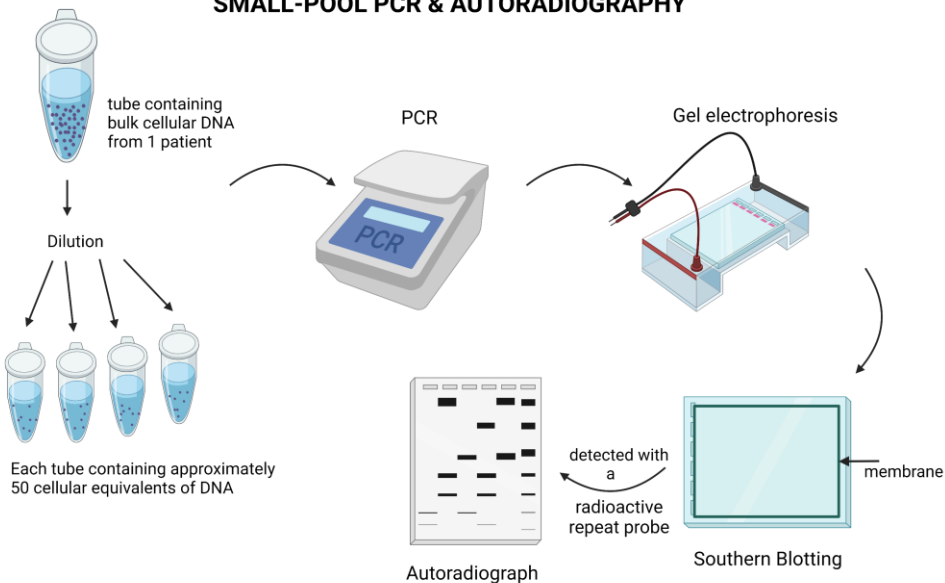 SMALL-POOL PCR & AUTORADIOGRAPHY
tube containing
bulk cellular DNA
from 1 patient
Dilution
Each tube containing approximately
50 cellular equivalents of DNA
PCR
PCR
Gel electrophoresis
membrane
Southern Blotting
detected with
a
radioactive
repeat probe
Autoradiograph